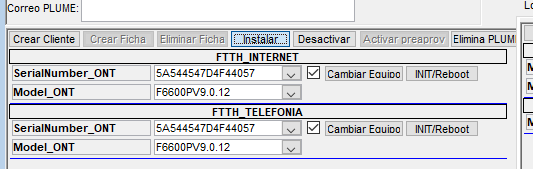 Correo PLUME:
Lo
Crear Cliente Crear Ficha Eliminar Ficha Instalar Desactivar Activar preaprov Elimina PLUM
FTTH_INTERNET
SerialNumber_ONT 5A544547D4F44057 Cambiar Equipo INIT/Reboot
Model_ONT F6600PV9.0.12
FTTH_TELEFONIA
SerialNumber_ONT 5A544547D4F44057 Cambiar Equipo INIT/Reboot
Model_ONT F6600PV9.0.12